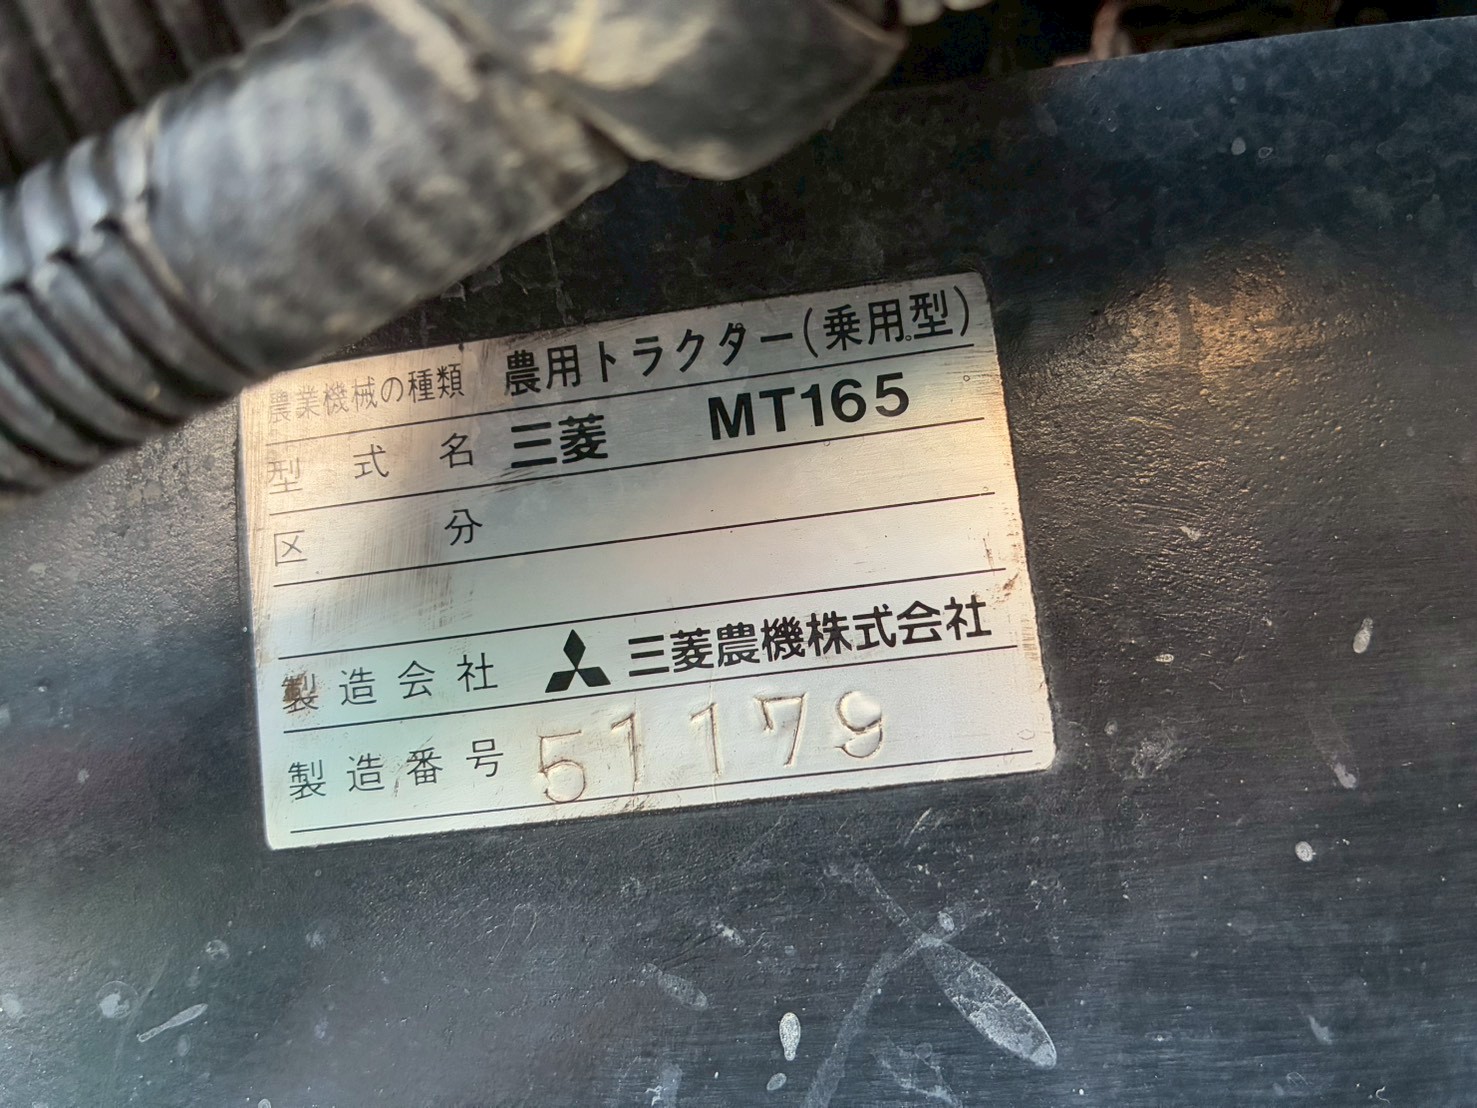 農業機械の種類 農用トラクター(乗用型)
型式名 三菱 MT165
区分
製造会社 三菱農機株式会社
製造番号 51179